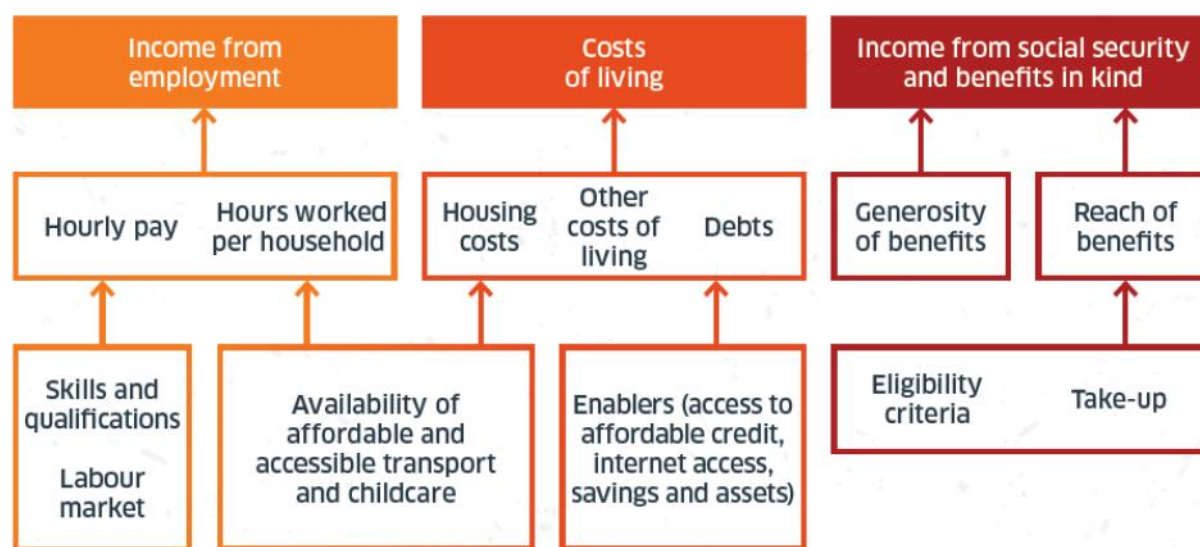 Income from
employment
Costs
of living
Income from social security
and benefits in kind
Hourly pay
Hours worked
per household
Housing
costs
Other
costs of
living
Debts
Generosity
of benefits
Reach of
benefits
Skills and
qualifications
Labour
market
Availability of
affordable and
accessible transport
and childcare
Enablers (access to
affordable credit,
internet access,
savings and assets)
Eligibility
criteria
Take-up